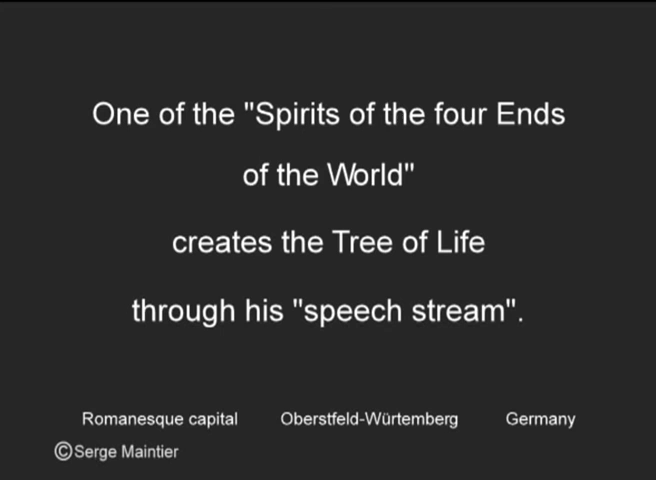 One of the "Spirits of the four Ends
of the World"
creates the Tree of Life
through his "speech stream".
Romanesque capital Oberstfeld-Würtemberg Germany
©Serge Maintier